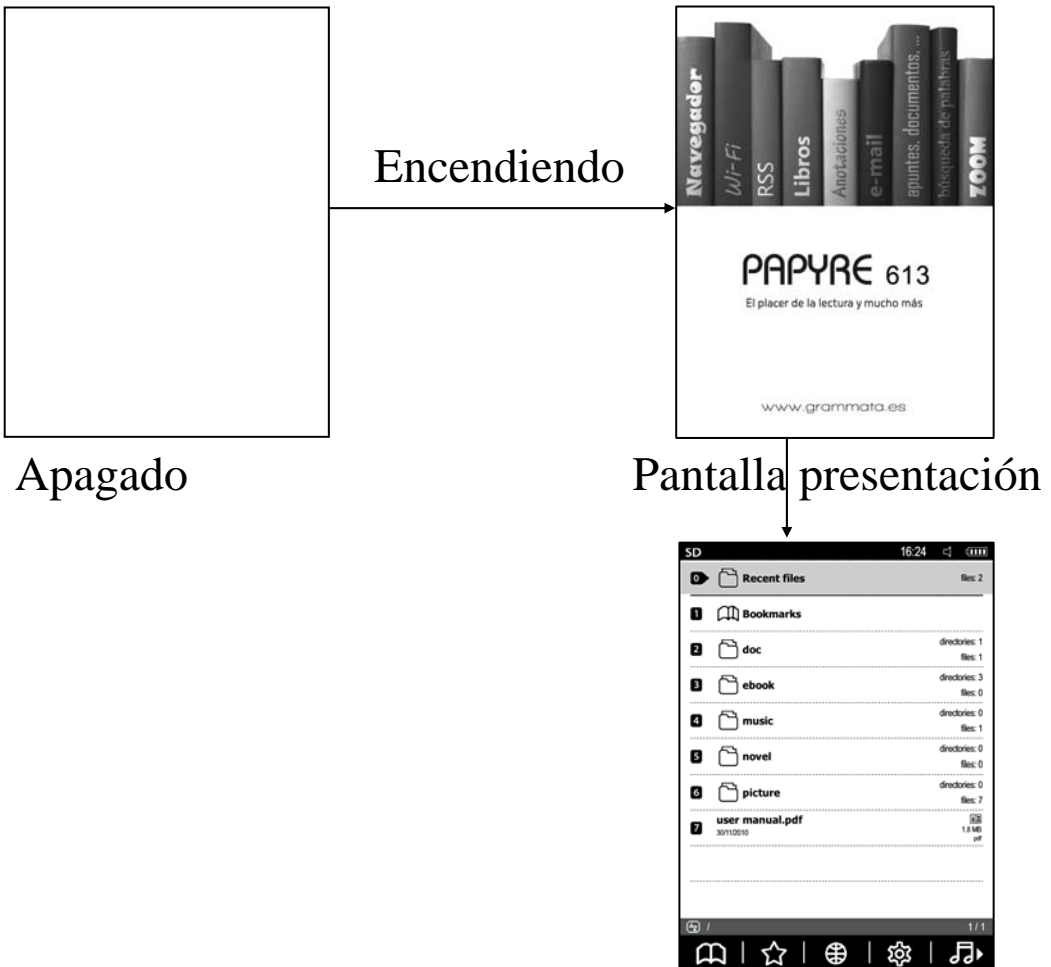 Navegador
Wi-Fi
RSS
Libros
Anotaciones
e-mail
apuntes, documentos, ...
búsqueda de palabras
ZOOM
Encendiendo
PAPYRE 613
El placer de la lectura y mucho más
www.grammata.es
Apagado
Pantalla presentación
SD 16:24
0 Recent files files: 2
1 Bookmarks
2 doc directories: 1
files: 1
3 ebook directories: 3
files: 0
4 music directories: 0
files: 1
5 novel directories: 0
files: 0
6 picture directories: 0
files: 7
7 user manual.pdf
30/11/2010 1.8 MB
pdf
/ 1 / 1